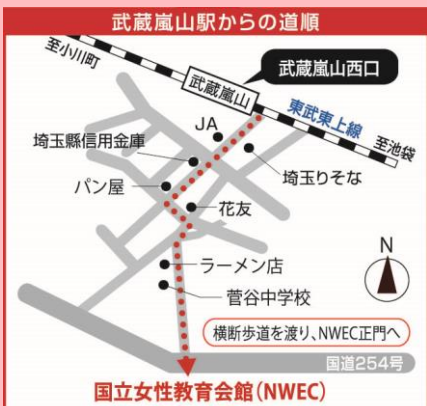 武蔵嵐山駅からの道順
至小川町
武蔵嵐山西口
武蔵嵐山
東武東上線
至池袋
JA
埼玉縣信用金庫
埼玉りそな
パン屋
花友
ラーメン店
菅谷中学校
N
横断歩道を渡り、NWEC正門へ
国道254号
国立女性教育会館(NWEC)